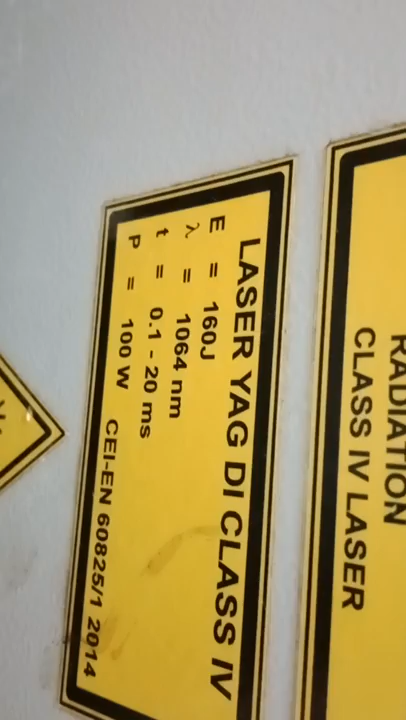 LASER YAG DI CLASS IV
E = 160J
λ = 1064 nm
t = 0.1 - 20 ms
P = 100 W
CEI-EN 60825/1 2014
RADIATION
CLASS IV LASER